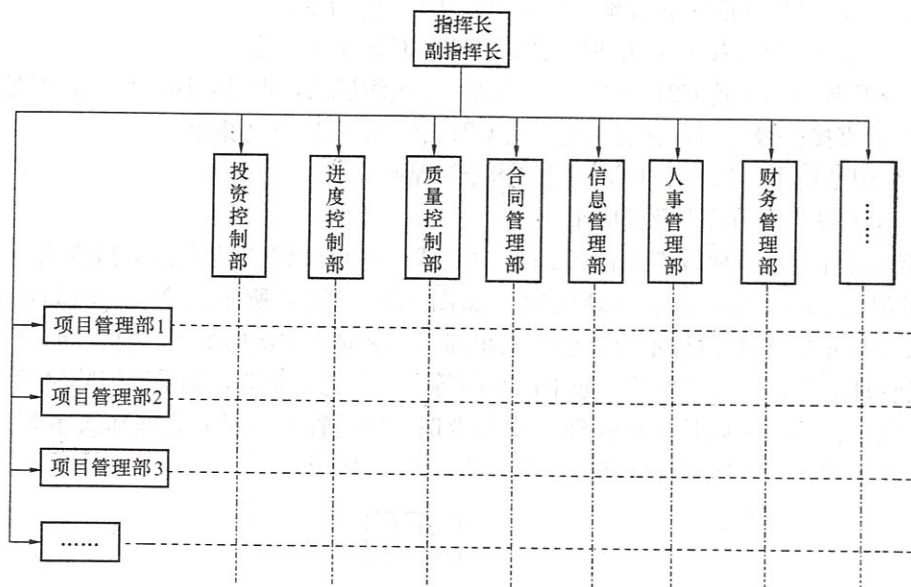 指挥长
副指挥长
投资控制部
进度控制部
质量控制部
合同管理部
信息管理部
人事管理部
财务管理部
……
项目管理部1
项目管理部2
项目管理部3
……